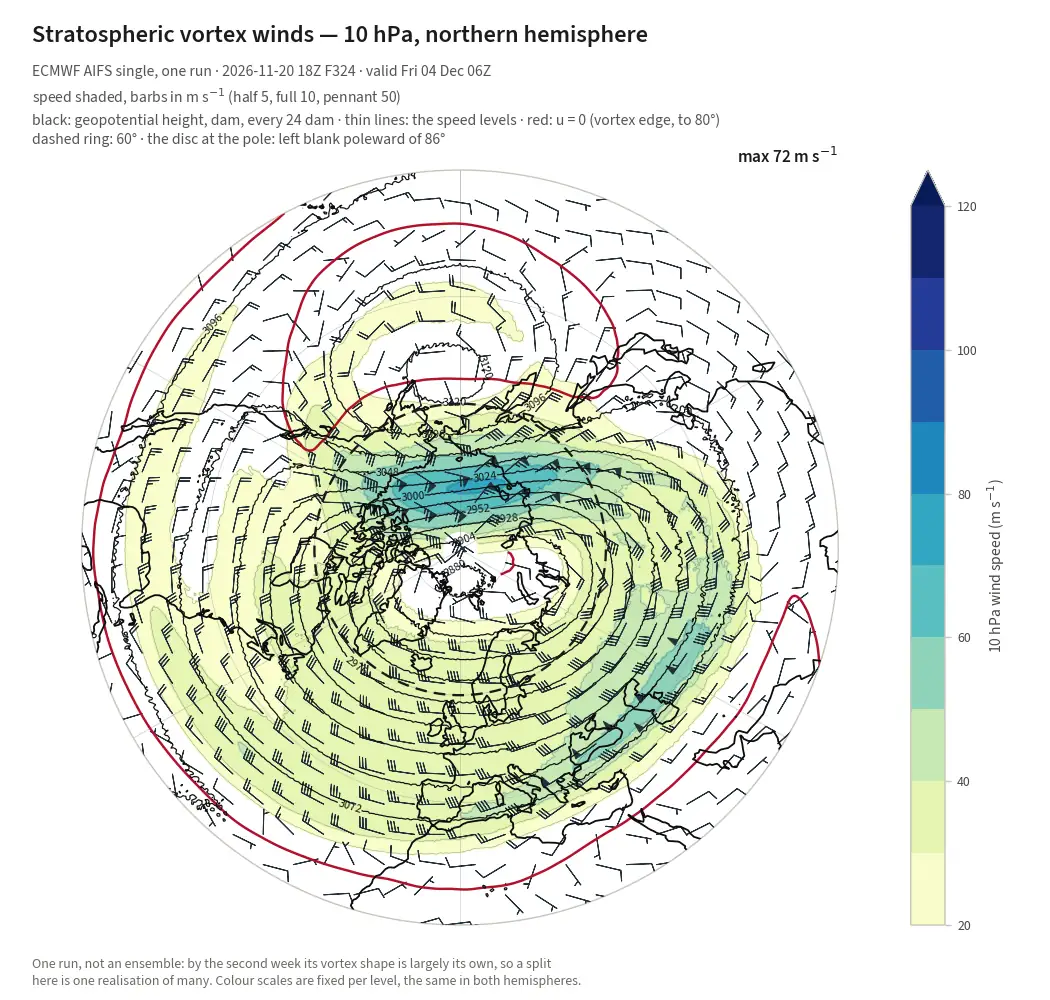 Stratospheric vortex winds — 10 hPa, northern hemisphere
ECMWF AIFS single, one run · 2026-11-20 18Z F324 · valid Fri 04 Dec 06Z
speed shaded, barbs in m s⁻¹ (half 5, full 10, pennant 50)
black: geopotential height, dam, every 24 dam · thin lines: the speed levels · red: u = 0 (vortex edge, to 80°)
dashed ring: 60° · the disc at the pole: left blank poleward of 86°
max 72 m s⁻¹
120
100
80
60
40
20
10 hPa wind speed (m s⁻¹)
3096
3120
3120
3096
3048
3024
3000
2952
2928
3072
One run, not an ensemble: by the second week its vortex shape is largely its own, so a split
here is one realisation of many. Colour scales are fixed per level, the same in both hemispheres.